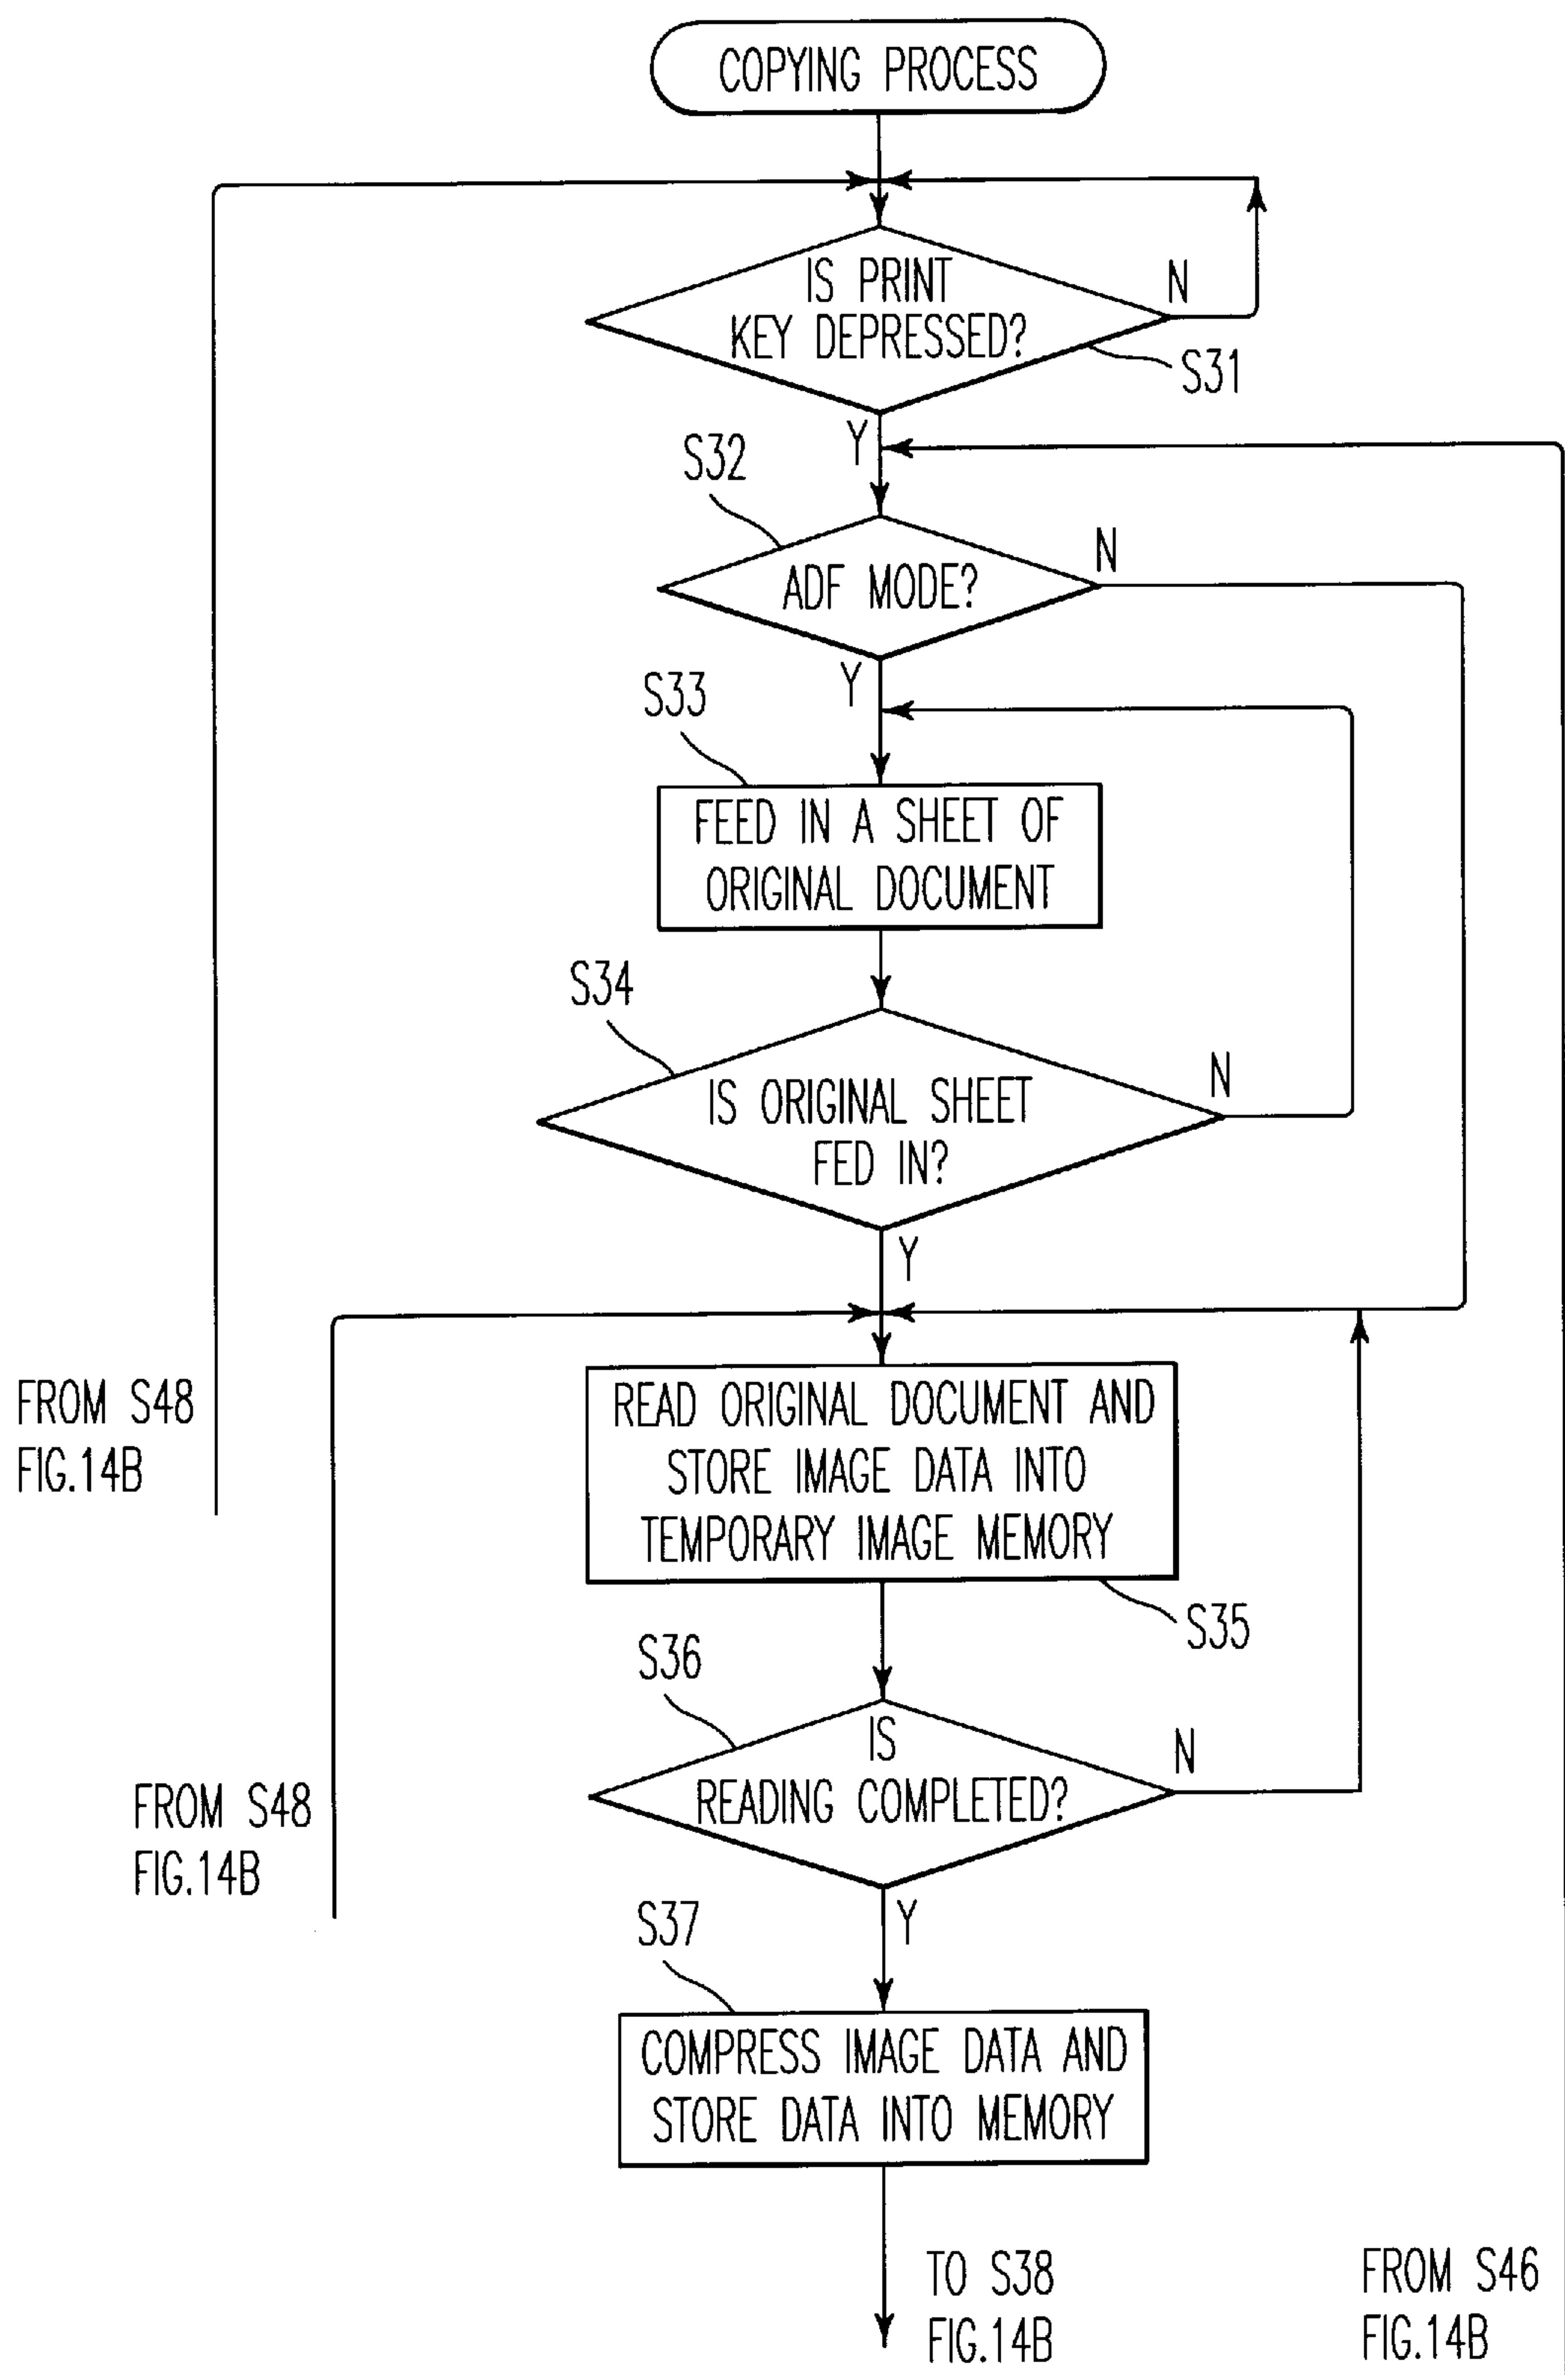 COPYING PROCESS
IS PRINT
KEY DEPRESSED?
N
S31
Y
S32
ADF MODE?
N
Y
S33
FEED IN A SHEET OF
ORIGINAL DOCUMENT
S34
IS ORIGINAL SHEET
FED IN?
N
Y
FROM S48
FIG.14B
READ ORIGINAL DOCUMENT AND
STORE IMAGE DATA INTO
TEMPORARY IMAGE MEMORY
S35
S36
IS
READING COMPLETED?
N
FROM S48
FIG.14B
Y
S37
COMPRESS IMAGE DATA AND
STORE DATA INTO MEMORY
TO S38
FIG.14B
FROM S46
FIG.14B